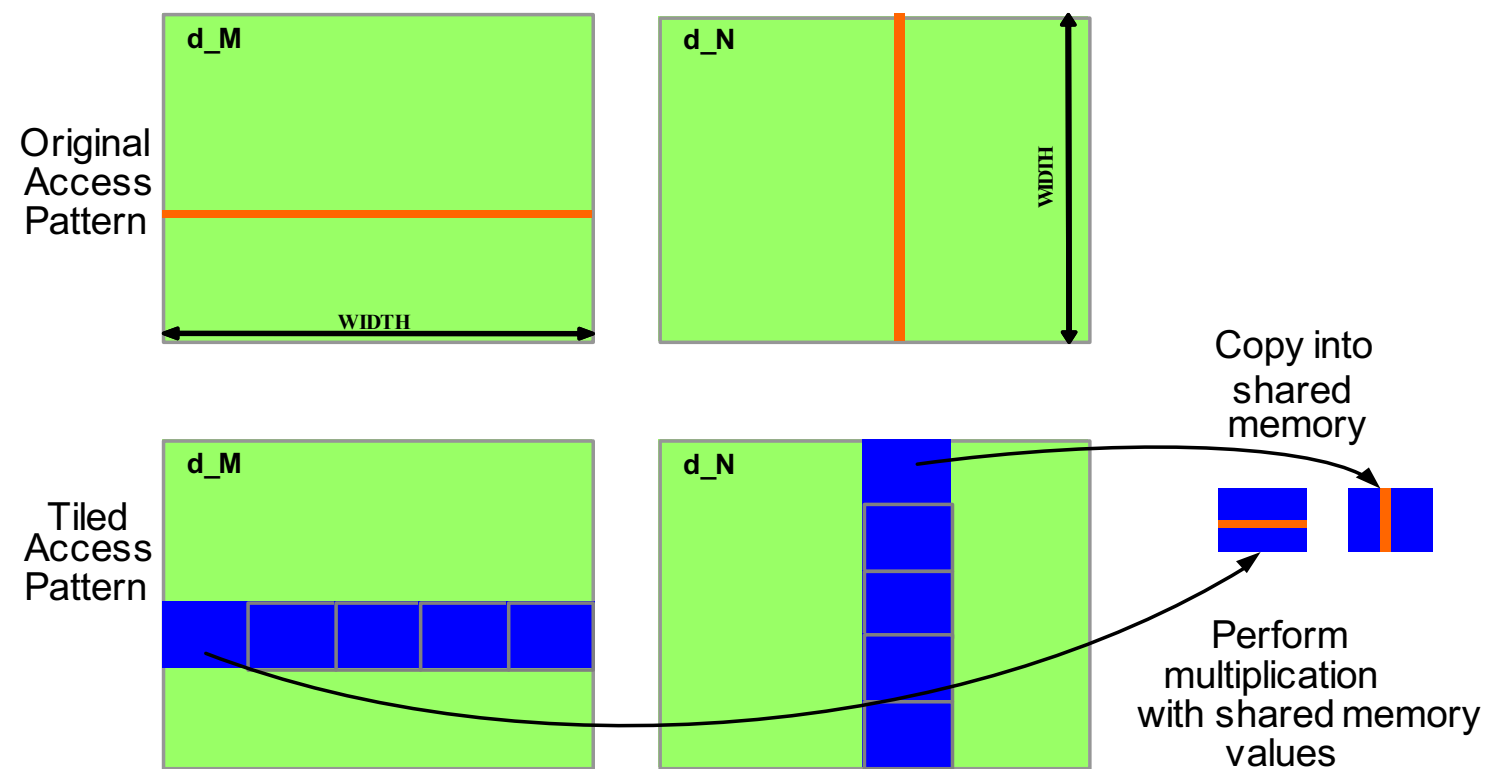 d_M
d_N
Original
Access
Pattern
WIDTH
WIDTH
Copy into
shared
memory
d_M
d_N
Tiled
Access
Pattern
Perform
multiplication
with shared memory
values